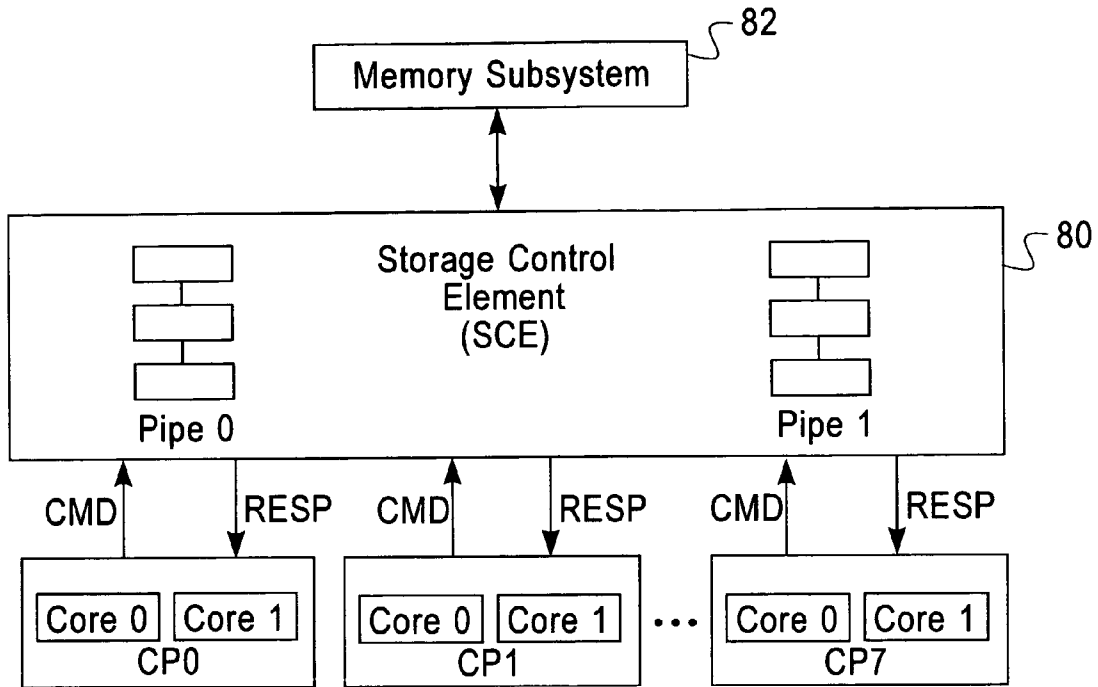 82
Memory Subsystem
80
Storage Control
Element
(SCE)
Pipe 0
Pipe 1
CMD
RESP
CMD
RESP
CMD
RESP
Core 0
Core 1
CP0
Core 0
Core 1
CP1
•••
Core 0
Core 1
CP7